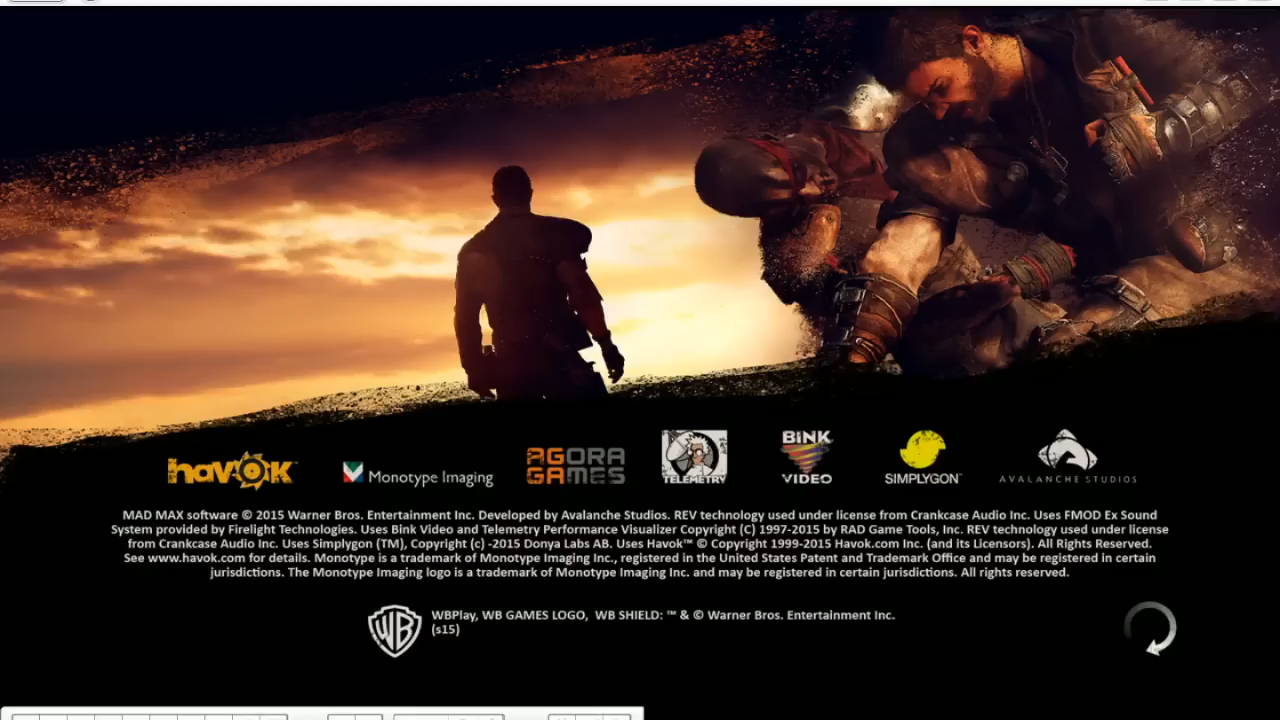 havOK
Monotype Imaging
AGORA
GAMES
TELEMETRY
BiNK
VIDEO
SIMPLYGON™
AVALANCHE STUDIOS
MAD MAX software © 2015 Warner Bros. Entertainment Inc. Developed by Avalanche Studios. REV technology used under license from Crankcase Audio Inc. Uses FMOD Ex Sound
System provided by Firelight Technologies. Uses Bink Video and Telemetry Performance Visualizer Copyright (C) 1997-2015 by RAD Game Tools, Inc. REV technology used under license
from Crankcase Audio Inc. Uses Simplygon (TM), Copyright (c) -2015 Donya Labs AB. Uses Havok™ © Copyright 1999-2015 Havok.com Inc. (and its Licensors). All Rights Reserved.
See www.havok.com for details. Monotype is a trademark of Monotype Imaging Inc., registered in the United States Patent and Trademark Office and may be registered in certain
jurisdictions. The Monotype Imaging logo is a trademark of Monotype Imaging Inc. and may be registered in certain jurisdictions. All rights reserved.
WB
WBPlay, WB GAMES LOGO, WB SHIELD: ™ & © Warner Bros. Entertainment Inc.
(s15)